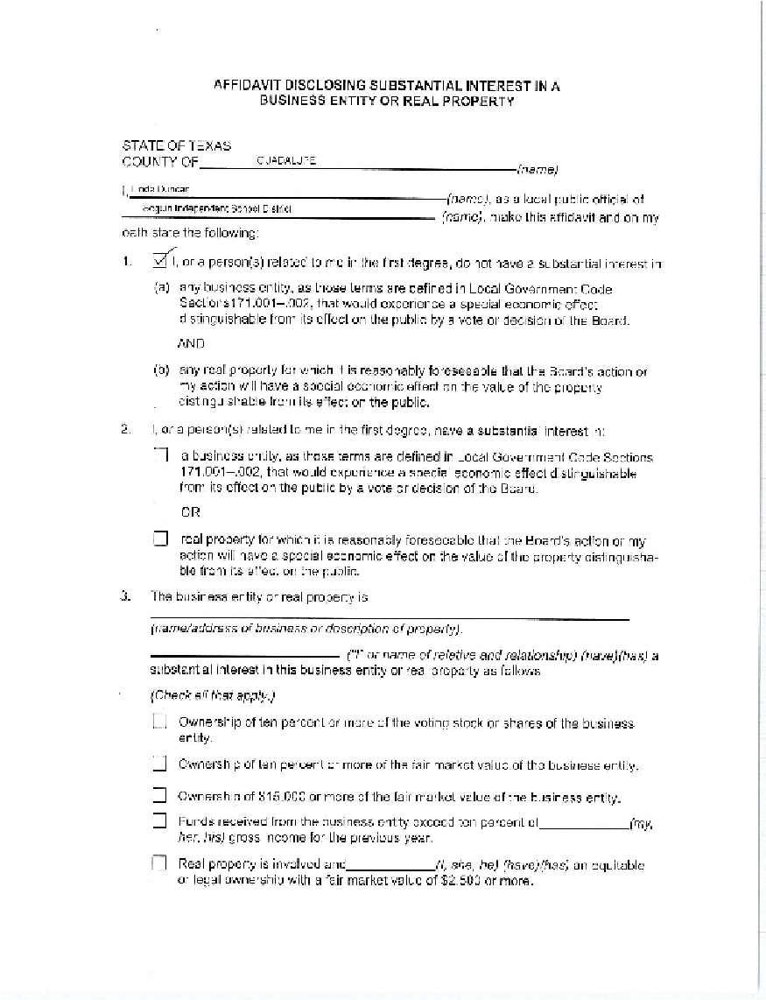 AFFIDAVIT DISCLOSING SUBSTANTIAL INTEREST IN A
BUSINESS ENTITY OR REAL PROPERTY
STATE OF TEXAS
COUNTY OF GUADALUPE (name)
I, Linda Duncan (name), as a local public official of
Seguin Independent School District (name), make this affidavit and on my
oath state the following:
1. I, or a person(s) related to me in the first degree, do not have a substantial interest in
(a) any business entity, as those terms are defined in Local Government Code
Sections171.001–.002, that would experience a special economic effect
distinguishable from its effect on the public by a vote or decision of the Board.
AND
(b) any real property for which it is reasonably foreseeable that the Board's action or
my action will have a special economic effect on the value of the property
distinguishable from its effect on the public.
2. I, or a person(s) related to me in the first degree, have a substantial interest in:
a business entity, as those terms are defined in Local Government Code Sections
171.001–.002, that would experience a special economic effect distinguishable
from its effect on the public by a vote or decision of the Board.
OR
real property for which it is reasonably foreseeable that the Board's action or my
action will have a special economic effect on the value of the property distinguisha-
ble from its effect on the public.
3. The business entity or real property is
(name/address of business or description of property).
("I" or name of relative and relationship) (have)(has) a
substantial interest in this business entity or real property as follows
(Check all that apply.)
Ownership of ten percent or more of the voting stock or shares of the business
entity.
Ownership of ten percent or more of the fair market value of the business entity.
Ownership of $15,000 or more of the fair market value of the business entity.
Funds received from the business entity exceed ten percent of (my,
her, his) gross income for the previous year.
Real property is involved and (I, she, he) (have)(has) an equitable
or legal ownership with a fair market value of $2,500 or more.